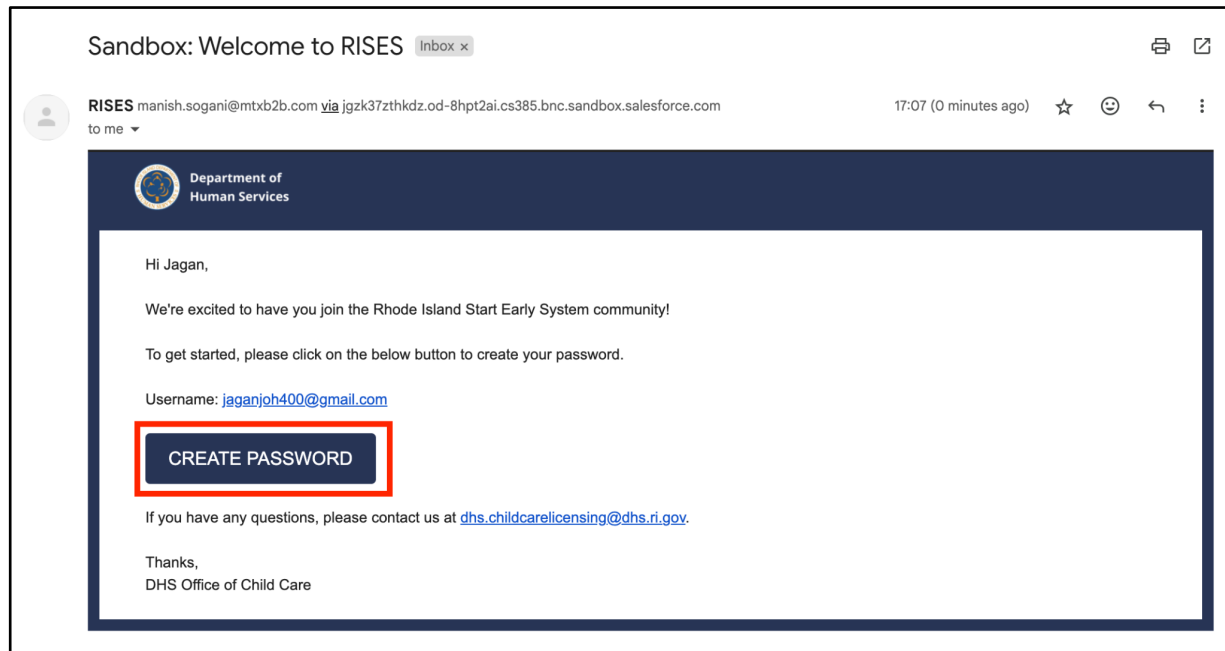 Sandbox: Welcome to RISES Inbox ×
RISES manish.sogani@mtxb2b.com via jgzk37zthkdz.od-8hpt2ai.cs385.bnc.sandbox.salesforce.com 17:07 (0 minutes ago)
to me
Department of
Human Services
Hi Jagan,
We're excited to have you join the Rhode Island Start Early System community!
To get started, please click on the below button to create your password.
Username: jaganjoh400@gmail.com
CREATE PASSWORD
If you have any questions, please contact us at dhs.childcarelicensing@dhs.ri.gov.
Thanks,
DHS Office of Child Care